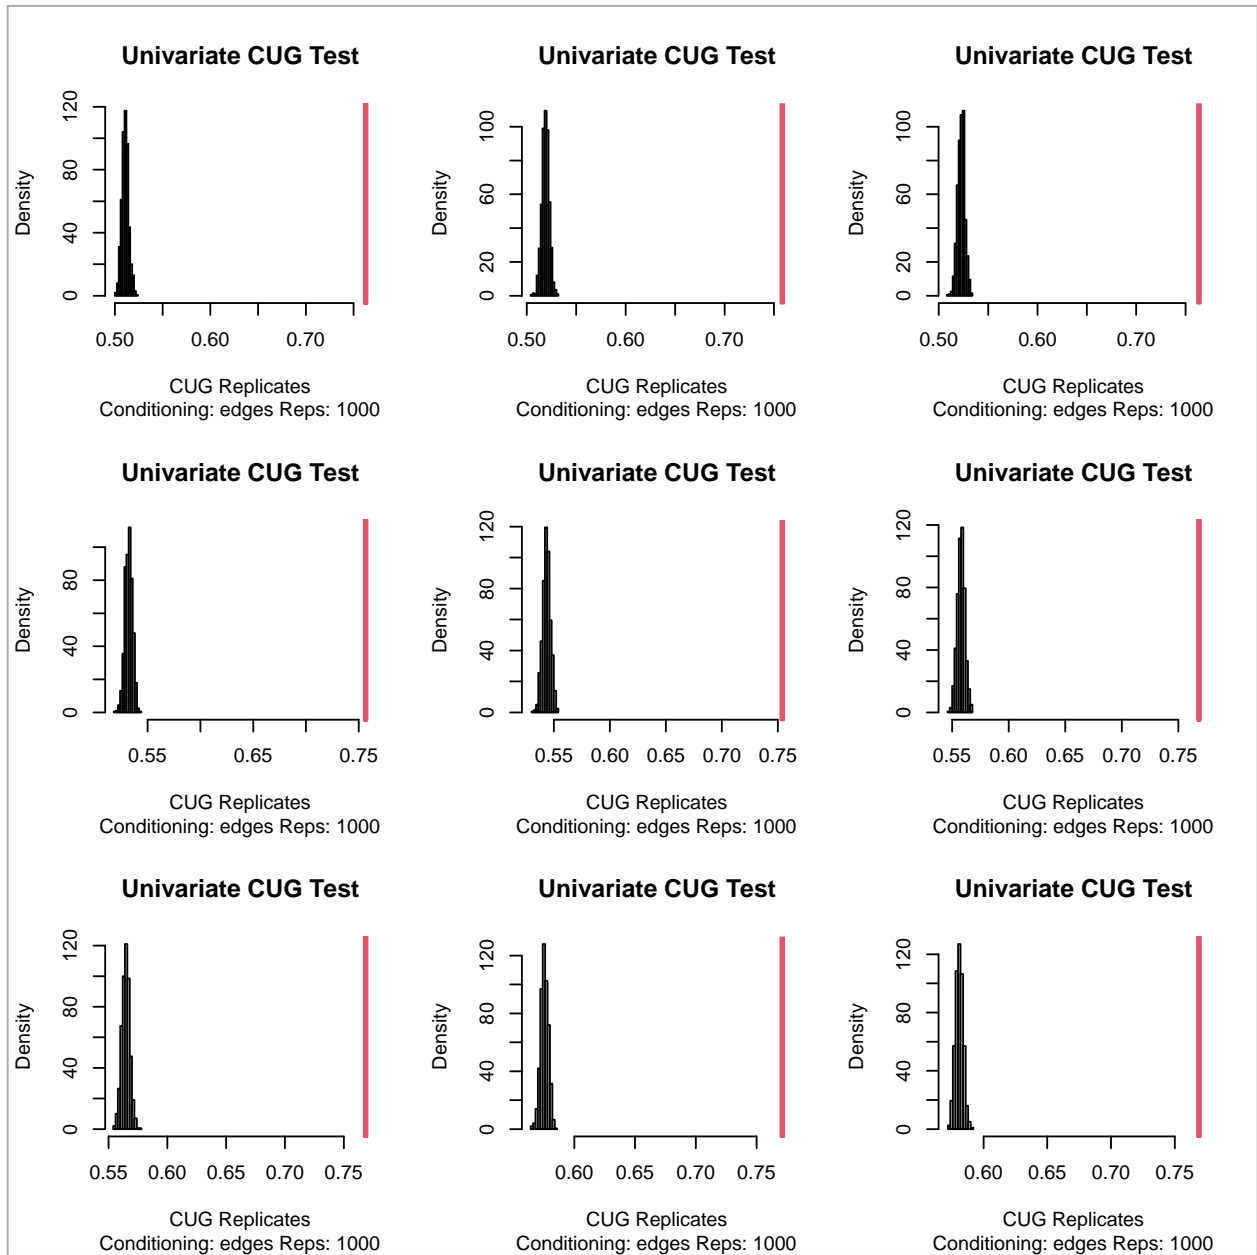 Univariate CUG Test
Density
0 40 80 120
0.50 0.60 0.70
CUG Replicates
Conditioning: edges Reps: 1000
Univariate CUG Test
Density
0 20 60 100
0.50 0.60 0.70
CUG Replicates
Conditioning: edges Reps: 1000
Univariate CUG Test
Density
0 20 60 100
0.50 0.60 0.70
CUG Replicates
Conditioning: edges Reps: 1000
Univariate CUG Test
Density
0 40 80
0.55 0.65 0.75
CUG Replicates
Conditioning: edges Reps: 1000
Univariate CUG Test
Density
0 40 80 120
0.55 0.60 0.65 0.70 0.75
CUG Replicates
Conditioning: edges Reps: 1000
Univariate CUG Test
Density
0 40 80 120
0.55 0.60 0.65 0.70 0.75
CUG Replicates
Conditioning: edges Reps: 1000
Univariate CUG Test
Density
0 40 80 120
0.55 0.60 0.65 0.70 0.75
CUG Replicates
Conditioning: edges Reps: 1000
Univariate CUG Test
Density
0 40 80 120
0.60 0.65 0.70 0.75
CUG Replicates
Conditioning: edges Reps: 1000
Univariate CUG Test
Density
0 40 80 120
0.60 0.65 0.70 0.75
CUG Replicates
Conditioning: edges Reps: 1000